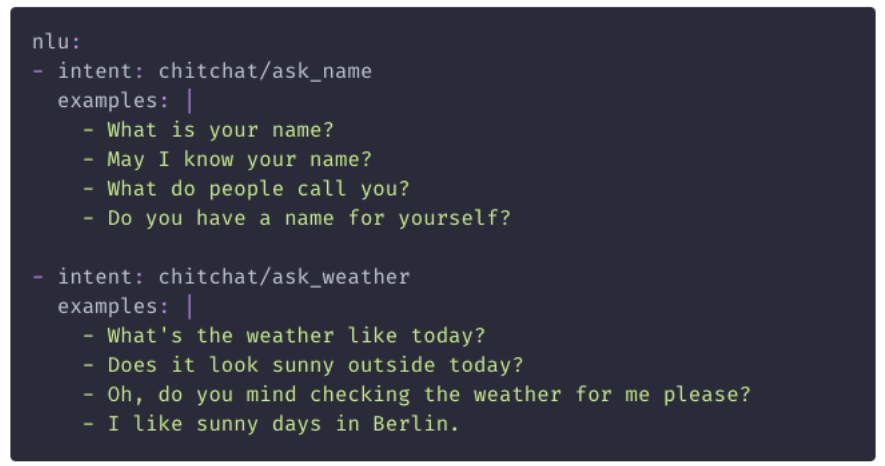 nlu:
- intent: chitchat/ask_name
  examples: |
    - What is your name?
    - May I know your name?
    - What do people call you?
    - Do you have a name for yourself?

- intent: chitchat/ask_weather
  examples: |
    - What's the weather like today?
    - Does it look sunny outside today?
    - Oh, do you mind checking the weather for me please?
    - I like sunny days in Berlin.